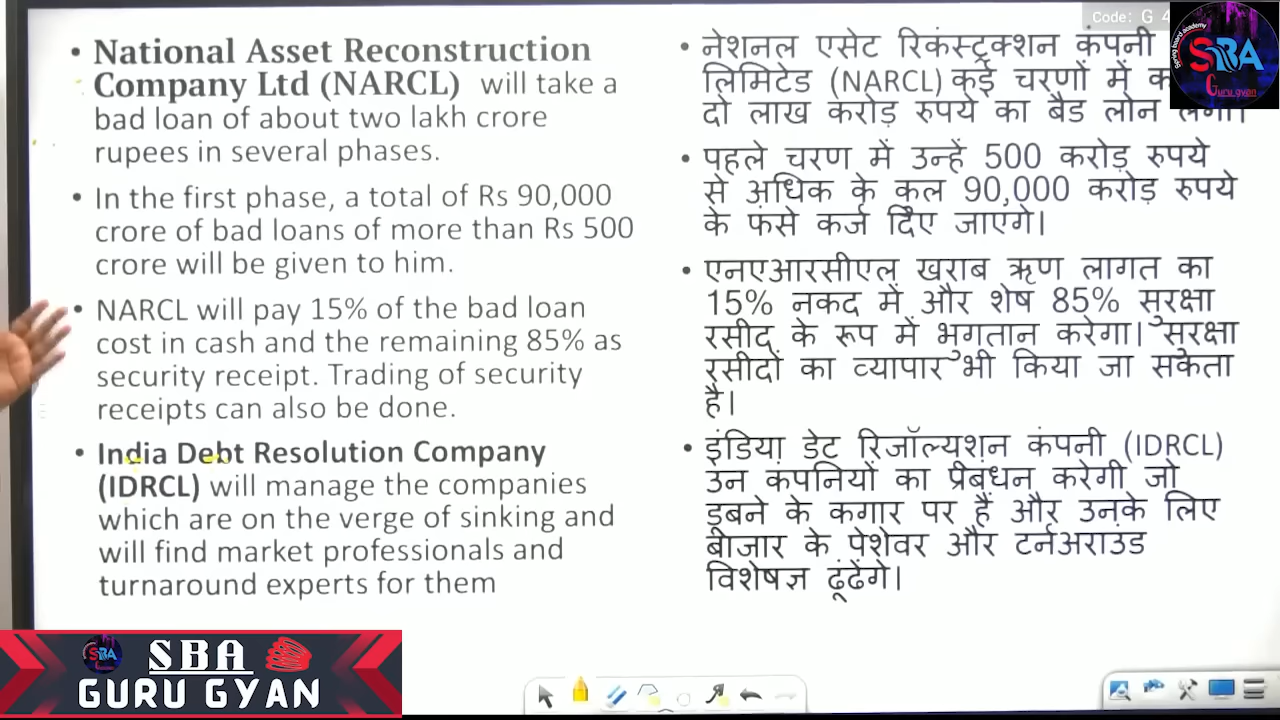 Code: G 4
National Asset Reconstruction
Company Ltd (NARCL) will take a
bad loan of about two lakh crore
rupees in several phases.
In the first phase, a total of Rs 90,000
crore of bad loans of more than Rs 500
crore will be given to him.
NARCL will pay 15% of the bad loan
cost in cash and the remaining 85% as
security receipt. Trading of security
receipts can also be done.
India Debt Resolution Company
(IDRCL) will manage the companies
which are on the verge of sinking and
will find market professionals and
turnaround experts for them
नेशनल एसेट रिकंस्ट्रक्शन कंपनी
लिमिटेड (NARCL) कई चरणों में
दो लाख करोड़ रुपये का बैड लोन
पहले चरण में उन्हें 500 करोड़ रुपये
से अधिक के कुल 90,000 करोड़ रुपये
के फंसे कर्ज दिए जाएंगे।
एनएआरसीएल खराब ऋण लागत का
15% नकद में और शेष 85% सुरक्षा
रसीद के रूप में भुगतान करेगा। सुरक्षा
रसीदों का व्यापार भी किया जा सकता
है।
इंडिया डेट रिजॉल्यूशन कंपनी (IDRCL)
उन कंपनियों का प्रबंधन करेगी जो
डूबने के कगार पर हैं और उनके लिए
बाजार के पेशेवर और टर्नअराउंड
विशेषज्ञ ढूंढेंगे।
SBA
Guru gyan
SBA
SBA
GURU GYAN